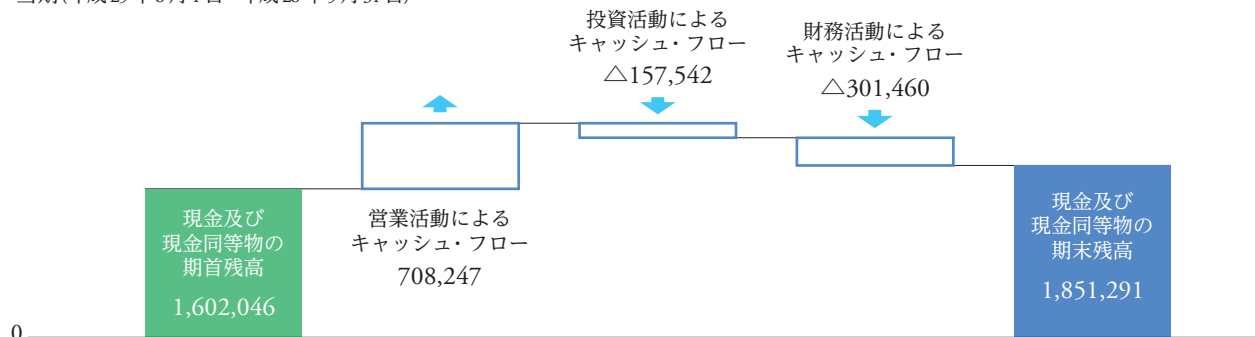 投資活動による
キャッシュ・フロー
△157,542
財務活動による
キャッシュ・フロー
△301,460
現金及び
現金同等物の
期首残高
1,602,046
営業活動による
キャッシュ・フロー
708,247
現金及び
現金同等物の
期末残高
1,851,291
0